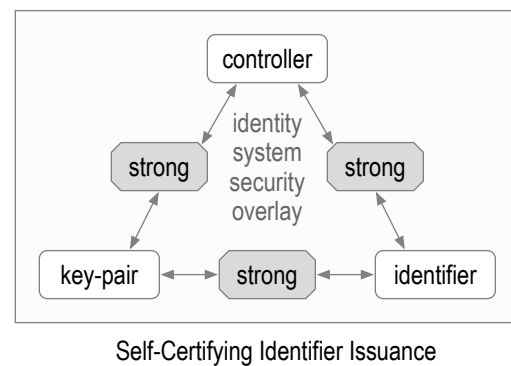 controller
identity
system
security
overlay
strong
strong
key-pair
strong
identifier
Self-Certifying Identifier Issuance